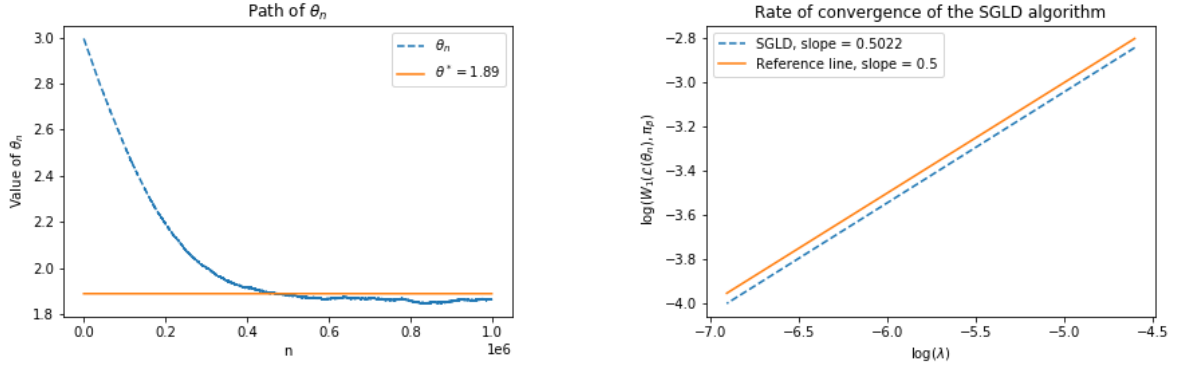 Path of θₙ
3.0
2.8
2.6
2.4
2.2
2.0
1.8
Value of θₙ
θₙ
θ* = 1.89
0.0 0.2 0.4 0.6 0.8 1.0
1e6
n
Rate of convergence of the SGLD algorithm
−2.8
−3.0
−3.2
−3.4
−3.6
−3.8
−4.0
log(W₁(ℒ(θₙ), π_β)
SGLD, slope = 0.5022
Reference line, slope = 0.5
−7.0 −6.5 −6.0 −5.5 −5.0 −4.5
log(λ)